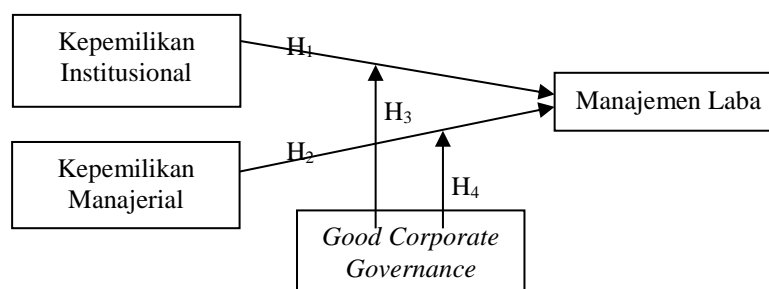 Kepemilikan
Institusional
H₁
Manajemen Laba
H₃
Kepemilikan
Manajerial
H₂
H₄
Good Corporate
Governance